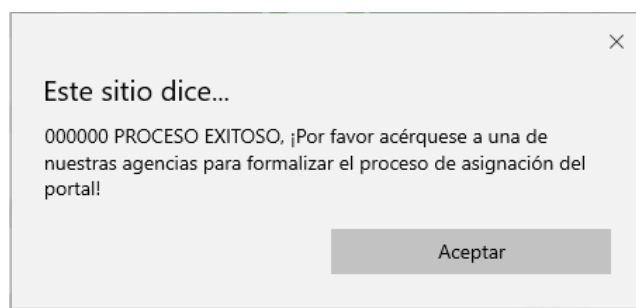 Este sitio dice...
000000 PROCESO EXITOSO, ¡Por favor acérquese a una de
nuestras agencias para formalizar el proceso de asignación del
portal!
Aceptar